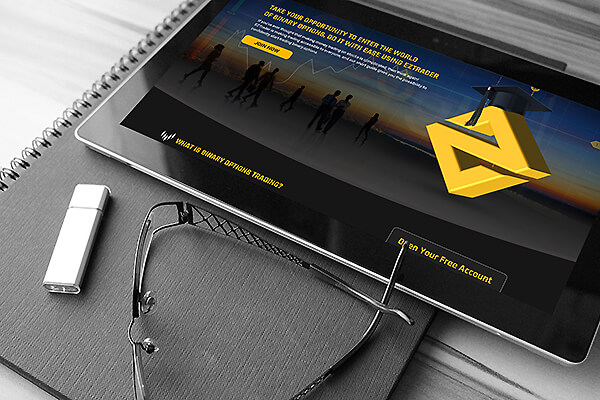 TAKE YOUR OPPORTUNITY TO ENTER THE WORLD
OF BINARY OPTIONS, DO IT WITH EASE USING EZTRADER
JOIN NOW
WHAT IS BINARY OPTIONS TRADING?
Open Your Free Account